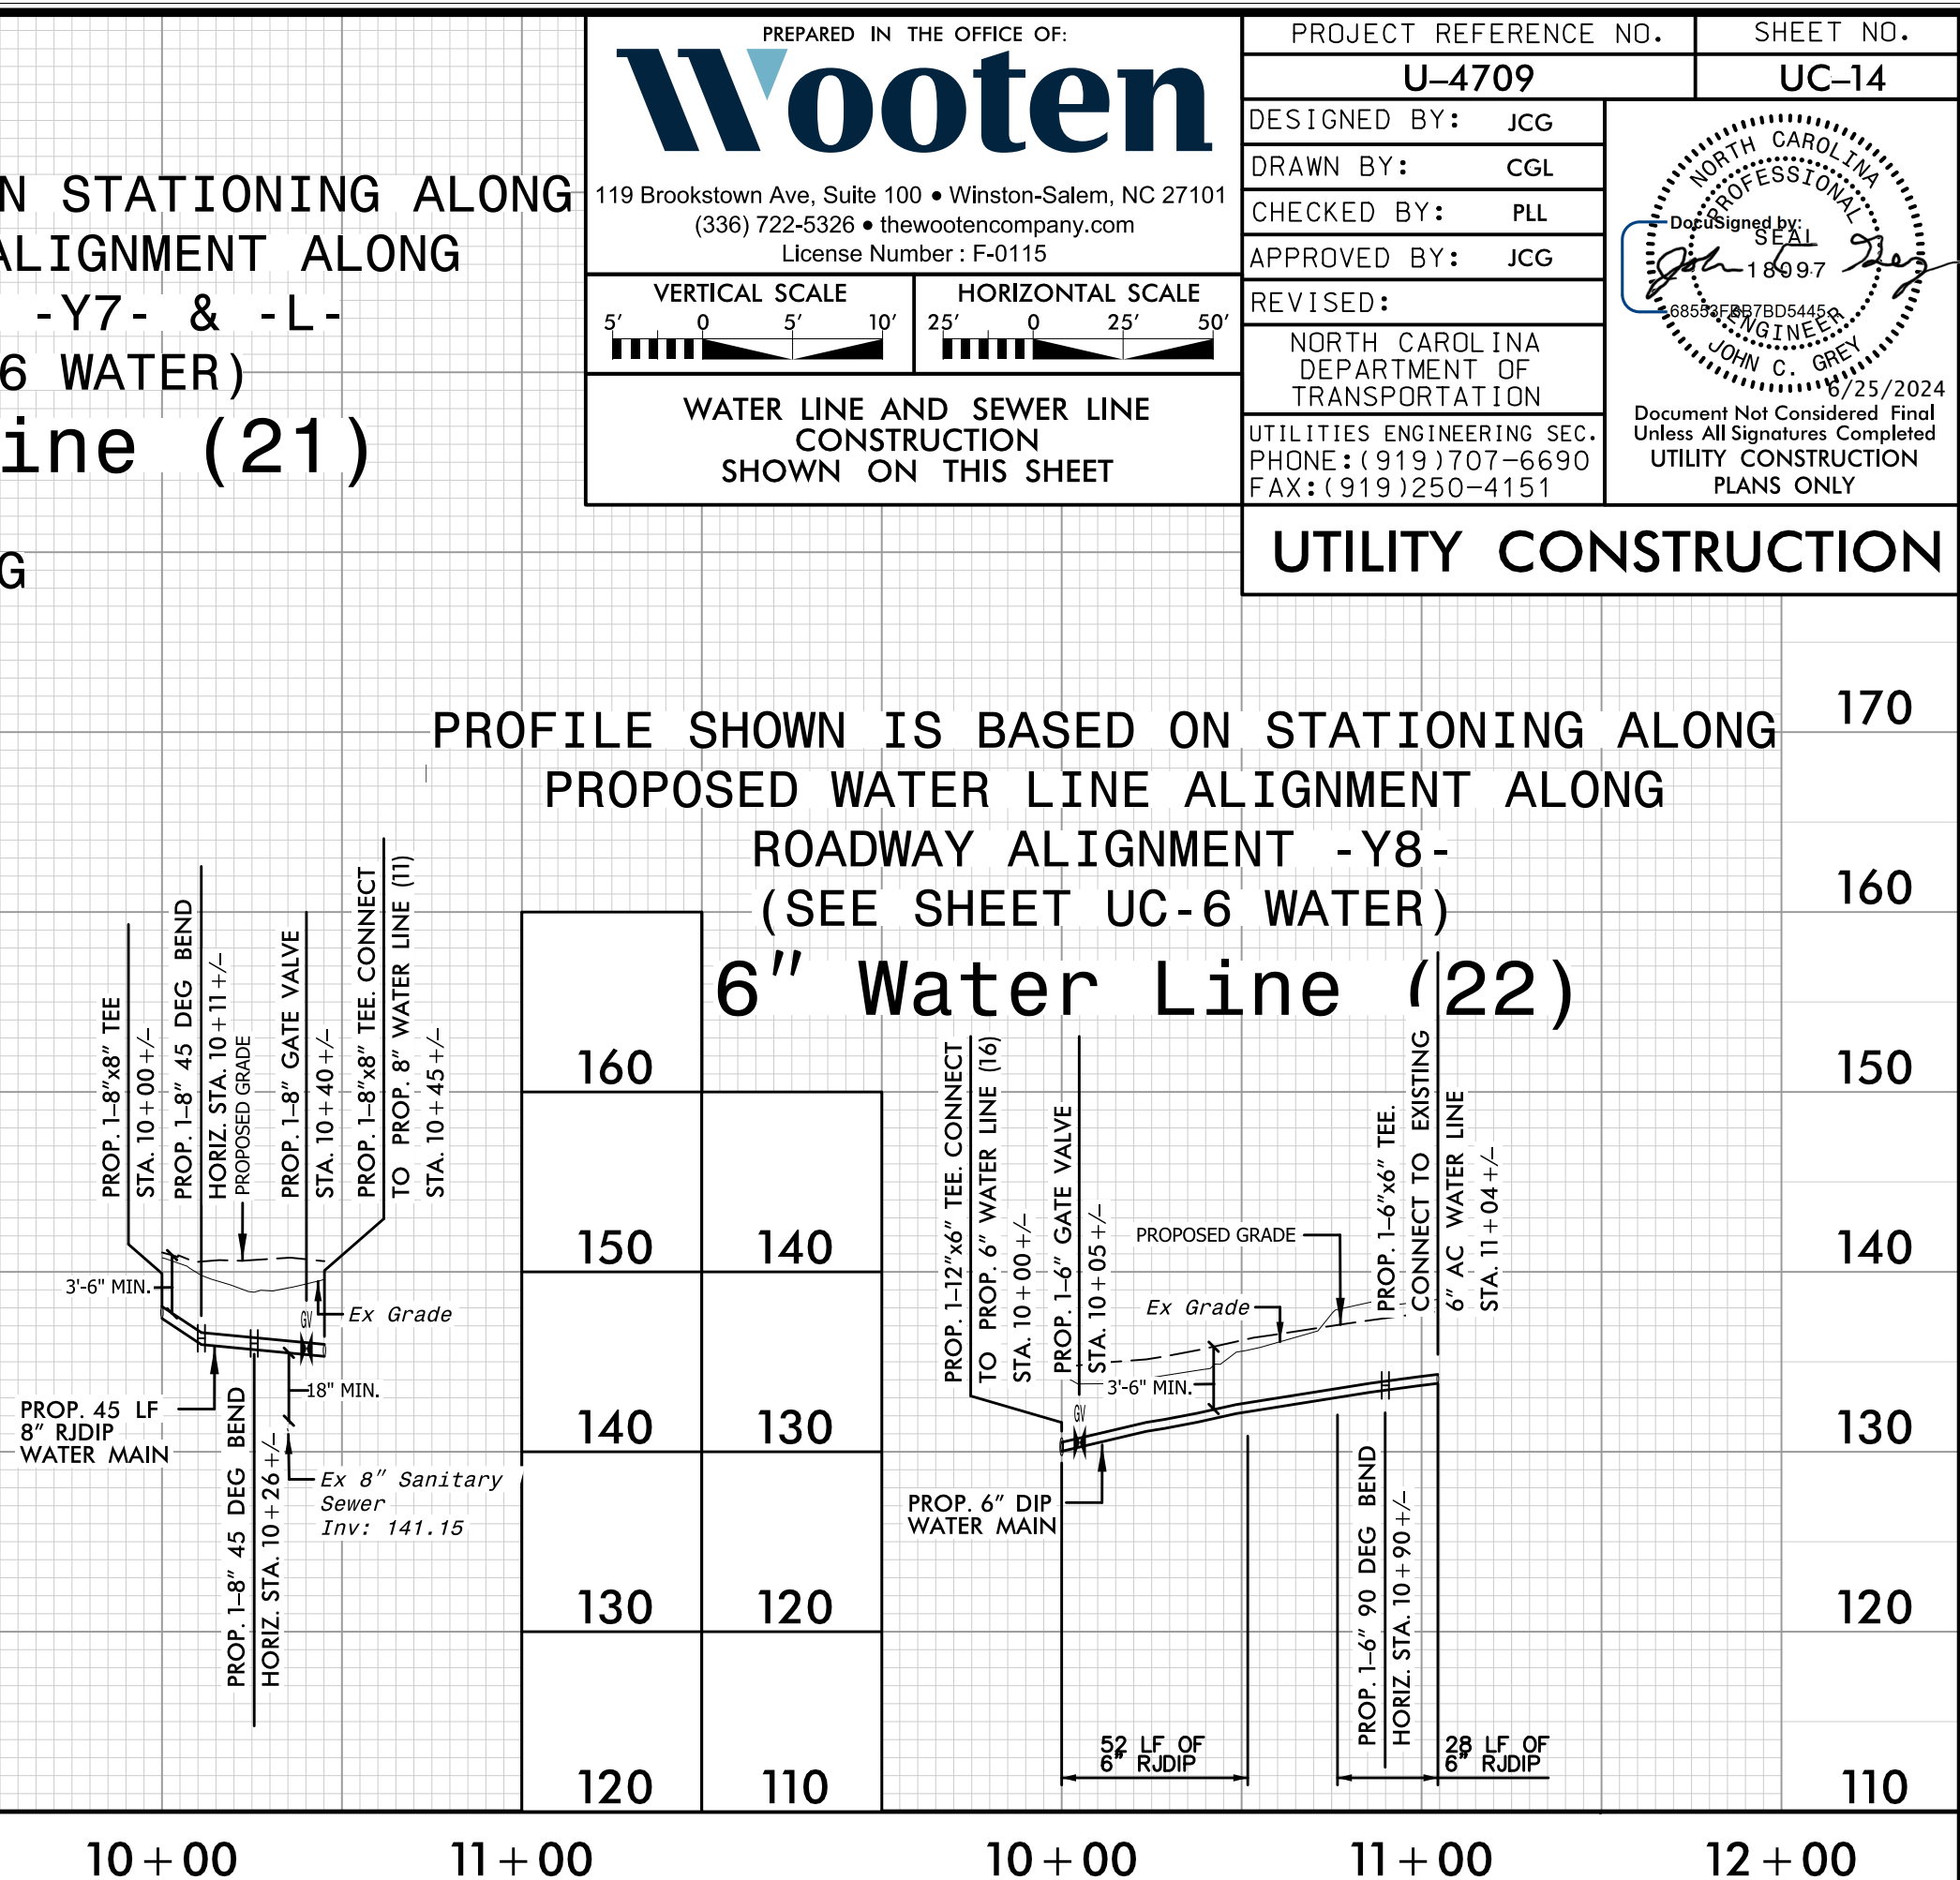 PREPARED IN THE OFFICE OF:
Wooten
119 Brookstown Ave, Suite 100 • Winston-Salem, NC 27101
(336) 722-5326 • thewootencompany.com
License Number : F-0115
VERTICAL SCALE
5' 0 5' 10'
HORIZONTAL SCALE
25' 0 25' 50'
WATER LINE AND SEWER LINE
CONSTRUCTION
SHOWN ON THIS SHEET
PROJECT REFERENCE NO.
U–4709
SHEET NO.
UC–14
DESIGNED BY: JCG
DRAWN BY: CGL
CHECKED BY: PLL
APPROVED BY: JCG
REVISED:
NORTH CAROLINA
DEPARTMENT OF
TRANSPORTATION
UTILITIES ENGINEERING SEC.
PHONE:(919)707–6690
FAX:(919)250–4151
NORTH CAROLINA
PROFESSIONAL
DocuSigned by:
SEAL
18097
68553FBB7BD5445...
ENGINEER
JOHN C. GREY
6/25/2024
Document Not Considered Final
Unless All Signatures Completed
UTILITY CONSTRUCTION
PLANS ONLY
UTILITY CONSTRUCTION
N STATIONING ALONG
ALIGNMENT ALONG
-Y7- & -L-
6 WATER)
ine (21)
G
PROFILE SHOWN IS BASED ON STATIONING ALONG
PROPOSED WATER LINE ALIGNMENT ALONG
ROADWAY ALIGNMENT -Y8-
(SEE SHEET UC-6 WATER)
6" Water Line (22)
PROP. 1–8"x8" TEE
STA. 10+00+/–
PROP. 1–8" 45 DEG BEND
HORIZ. STA. 10+11+/–
PROPOSED GRADE
PROP. 1–8" GATE VALVE
STA. 10+40+/–
PROP. 1–8"x8" TEE. CONNECT
TO PROP. 8" WATER LINE (11)
STA. 10+45+/–
3'-6" MIN.
GV
Ex Grade
18" MIN.
PROP. 45 LF
8" RJDIP
WATER MAIN
PROP. 1–8" 45 DEG BEND
HORIZ. STA. 10+26+/–
Ex 8" Sanitary
Sewer
Inv: 141.15
160
150
140
130
120
140
130
120
110
PROP. 1–12"x6" TEE. CONNECT
TO PROP. 6" WATER LINE (16)
STA. 10+00+/–
PROP. 1–6" GATE VALVE
STA. 10+05+/–
PROPOSED GRADE
Ex Grade
3'-6" MIN.
GV
PROP. 1–6"x6" TEE.
CONNECT TO EXISTING
6" AC WATER LINE
STA. 11+04+/–
PROP. 6" DIP
WATER MAIN
PROP. 1–6" 90 DEG BEND
HORIZ. STA. 10+90+/–
52 LF OF
6" RJDIP
28 LF OF
6" RJDIP
170
160
150
140
130
120
110
10+00 11+00 10+00 11+00 12+00